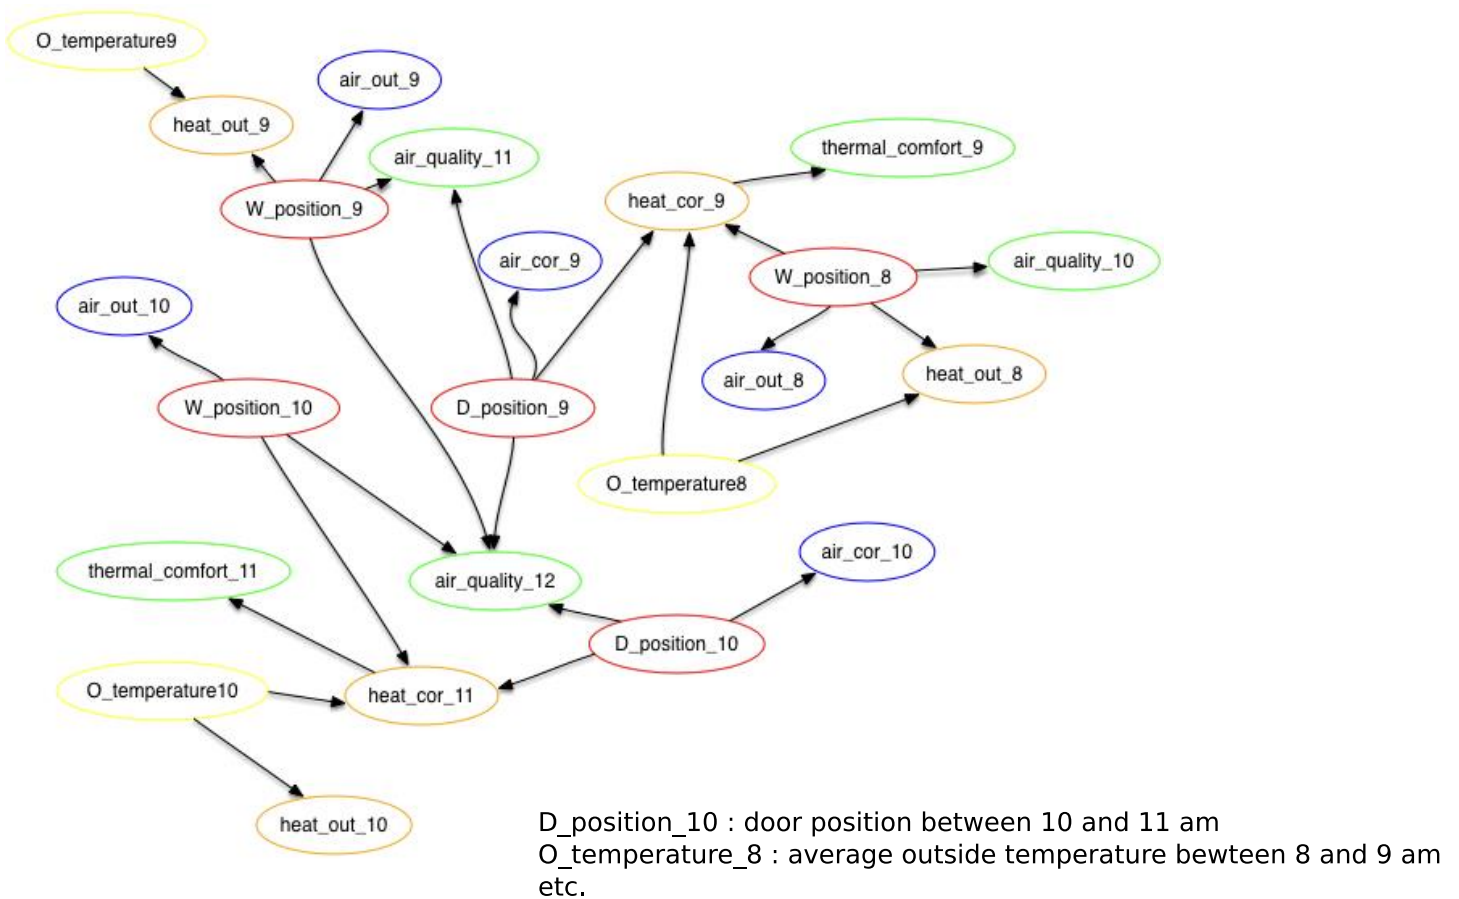 O_temperature9
air_out_9
heat_out_9
air_quality_11
thermal_comfort_9
W_position_9
heat_cor_9
air_cor_9
air_quality_10
W_position_8
air_out_10
air_out_8
heat_out_8
W_position_10
D_position_9
O_temperature8
air_cor_10
thermal_comfort_11
air_quality_12
D_position_10
O_temperature10
heat_cor_11
heat_out_10
D_position_10 : door position between 10 and 11 am
O_temperature_8 : average outside temperature bewteen 8 and 9 am
etc.